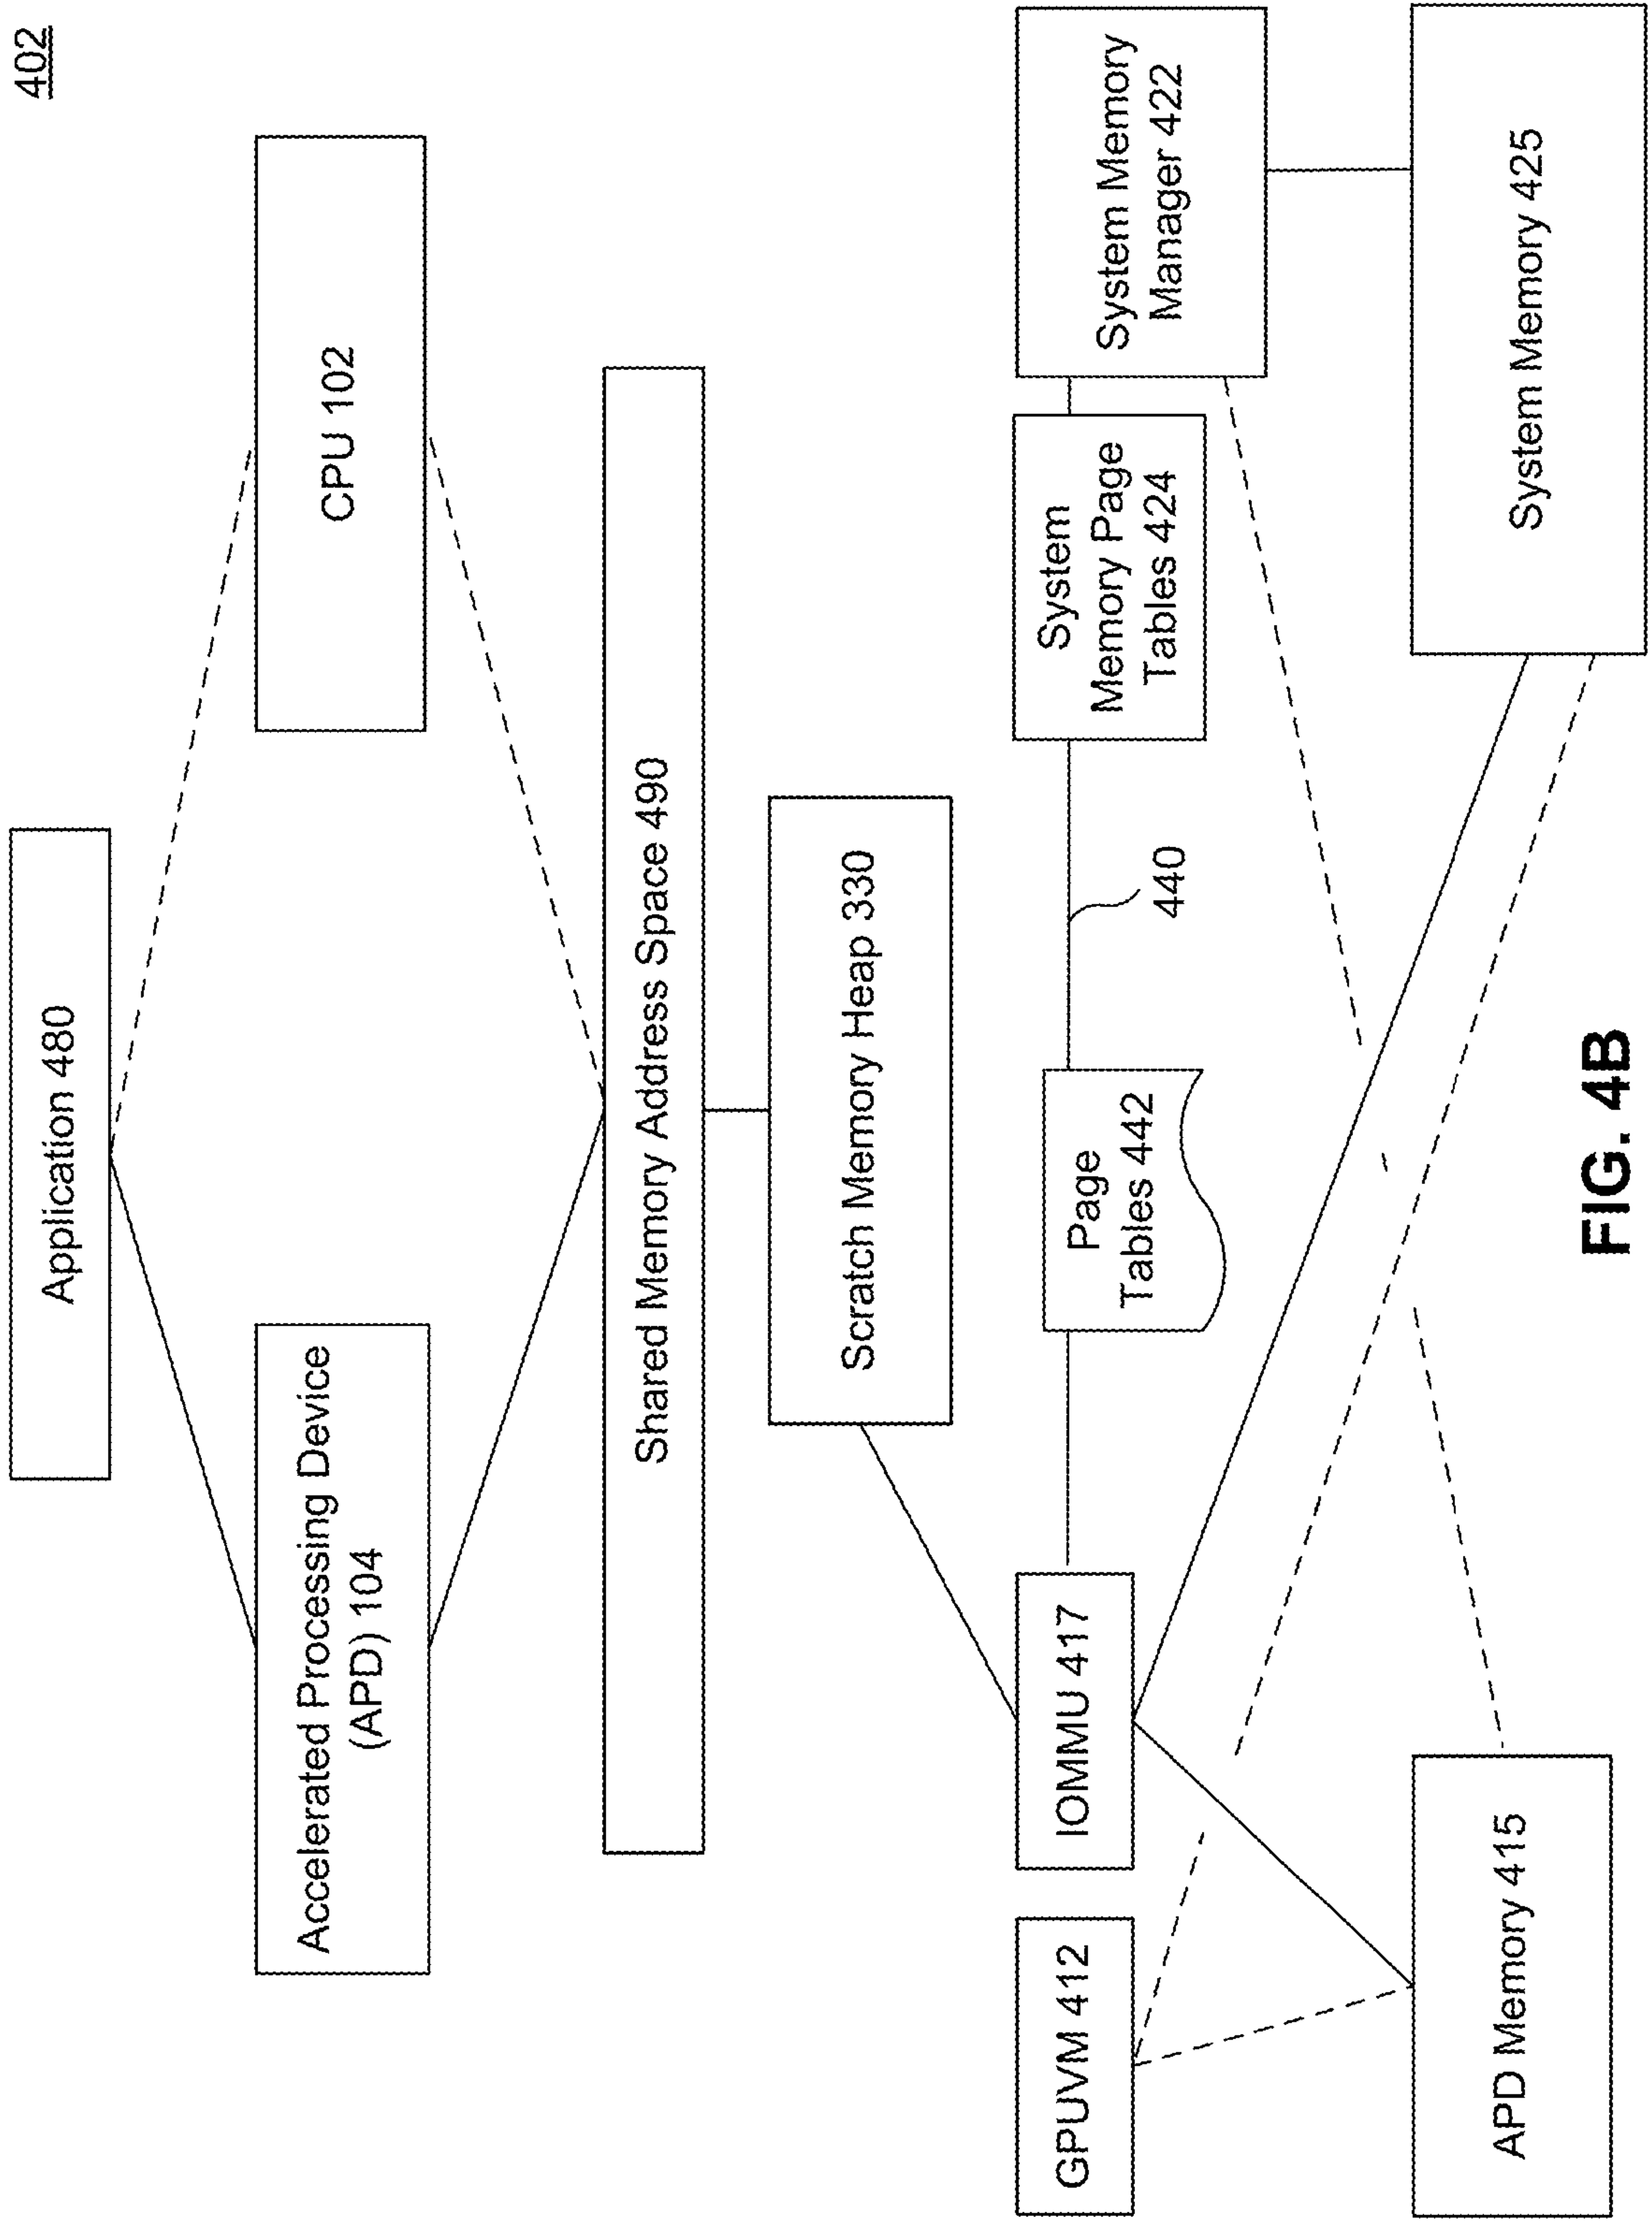 402
Application 480
Accelerated Processing Device
(APD) 104
CPU 102
Shared Memory Address Space 490
Scratch Memory Heap 330
GPUVM 412
IOMMU 417
Page
Tables 442
440
System
Memory Page
Tables 424
System Memory
Manager 422
APD Memory 415
System Memory 425
FIG. 4B